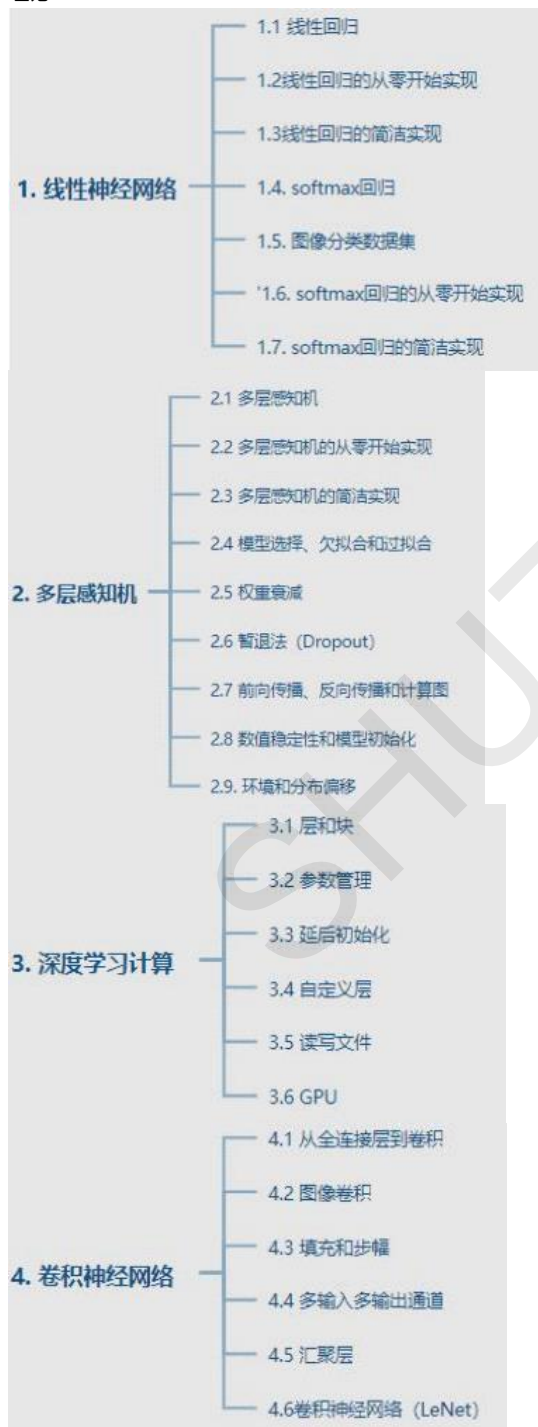 1. 线性神经网络
1.1 线性回归
1.2线性回归的从零开始实现
1.3线性回归的简洁实现
1.4. softmax回归
1.5. 图像分类数据集
'1.6. softmax回归的从零开始实现
1.7. softmax回归的简洁实现
2. 多层感知机
2.1 多层感知机
2.2 多层感知机的从零开始实现
2.3 多层感知机的简洁实现
2.4 模型选择、欠拟合和过拟合
2.5 权重衰减
2.6 暂退法（Dropout）
2.7 前向传播、反向传播和计算图
2.8 数值稳定性和模型初始化
2.9. 环境和分布偏移
3. 深度学习计算
3.1 层和块
3.2 参数管理
3.3 延后初始化
3.4 自定义层
3.5 读写文件
3.6 GPU
4. 卷积神经网络
4.1 从全连接层到卷积
4.2 图像卷积
4.3 填充和步幅
4.4 多输入多输出通道
4.5 汇聚层
4.6卷积神经网络（LeNet）
SHUT